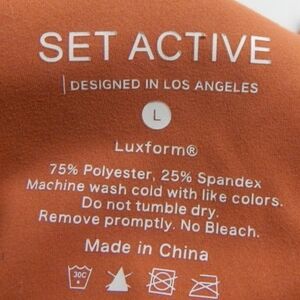 SET ACTIVE
DESIGNED IN LOS ANGELES
L
Luxform®
75% Polyester, 25% Spandex
Machine wash cold with like colors.
Do not tumble dry.
Remove promptly. No Bleach.
Made in China
30C